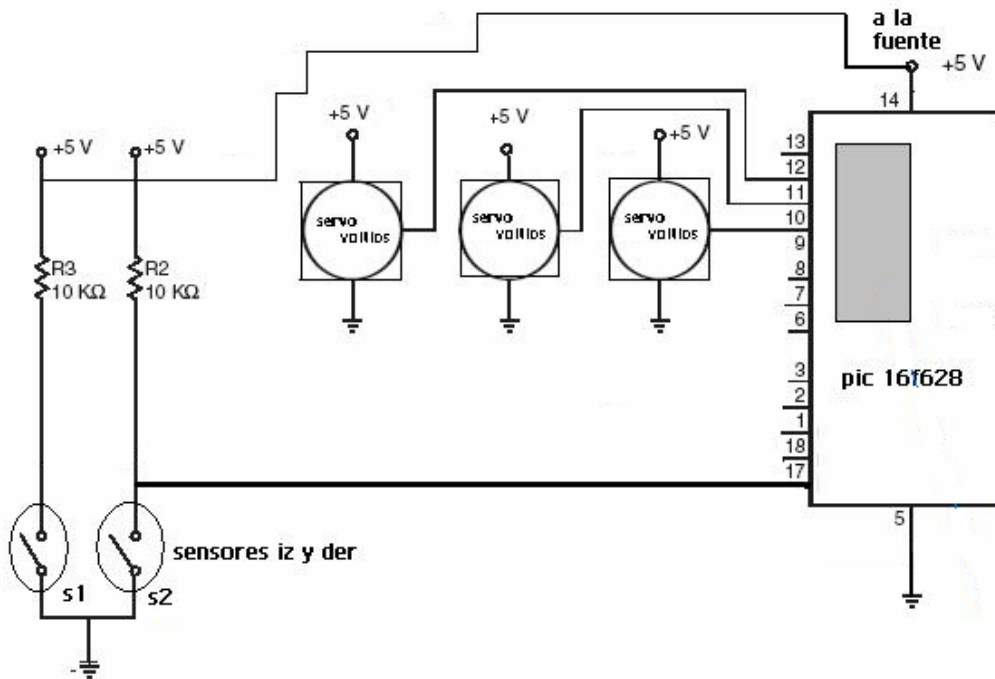 a la
fuente
+5 V
14
+5 V
+5 V
+5 V
+5 V
+5 V
servo
voltios
servo
voltios
servo
voltios
13
12
11
10
9
8
7
6
3
2
1
18
17
R3
10 KΩ
R2
10 KΩ
pic 16f628
5
sensores iz y der
s1
s2